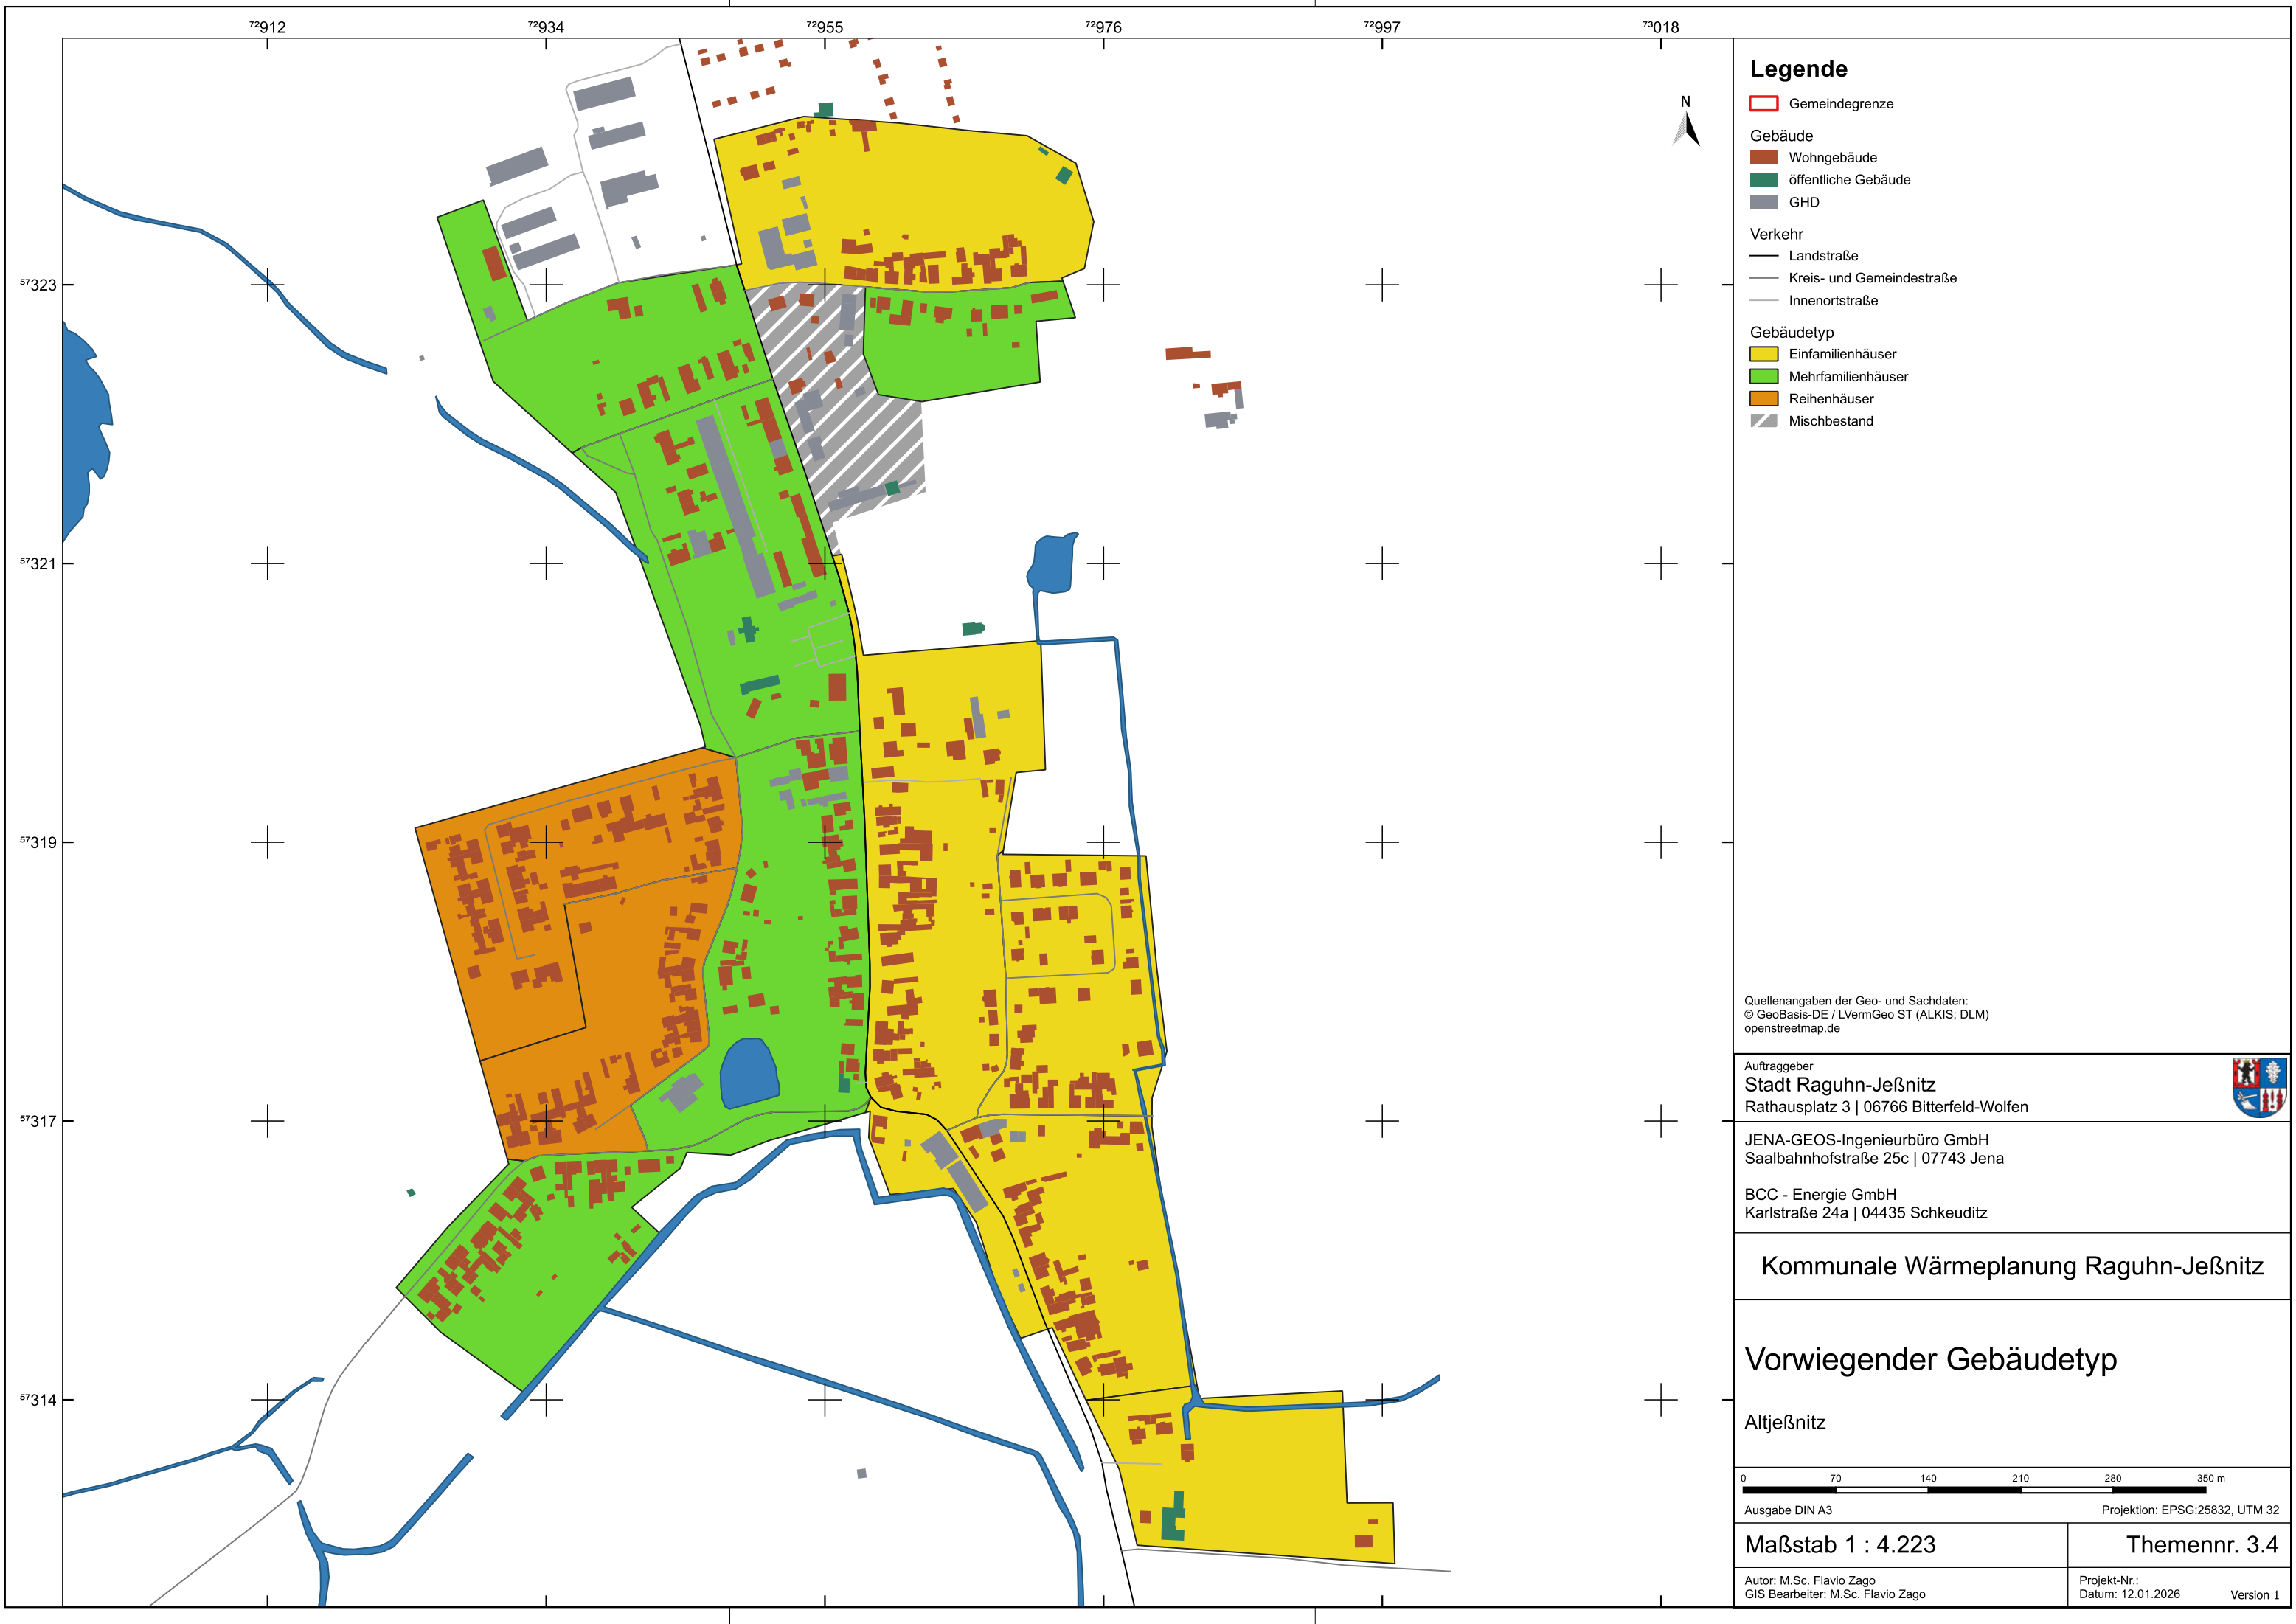 ⁷²912 ⁷²934 ⁷²955 ⁷²976 ⁷²997 ⁷³018
⁵⁷323
⁵⁷321
⁵⁷319
⁵⁷317
⁵⁷314
N
Legende
Gemeindegrenze
Gebäude
Wohngebäude
öffentliche Gebäude
GHD
Verkehr
Landstraße
Kreis- und Gemeindestraße
Innenortstraße
Gebäudetyp
Einfamilienhäuser
Mehrfamilienhäuser
Reihenhäuser
Mischbestand
Quellenangaben der Geo- und Sachdaten:
© GeoBasis-DE / LVermGeo ST (ALKIS; DLM)
openstreetmap.de
Auftraggeber
Stadt Raguhn-Jeßnitz
Rathausplatz 3 | 06766 Bitterfeld-Wolfen
JENA-GEOS-Ingenieurbüro GmbH
Saalbahnhofstraße 25c | 07743 Jena
BCC - Energie GmbH
Karlstraße 24a | 04435 Schkeuditz
Kommunale Wärmeplanung Raguhn-Jeßnitz
Vorwiegender Gebäudetyp
Altjeßnitz
0 70 140 210 280 350 m
Ausgabe DIN A3 Projektion: EPSG:25832, UTM 32
Maßstab 1 : 4.223 Themennr. 3.4
Autor: M.Sc. Flavio Zago Projekt-Nr.:
GIS Bearbeiter: M.Sc. Flavio Zago Datum: 12.01.2026 Version 1